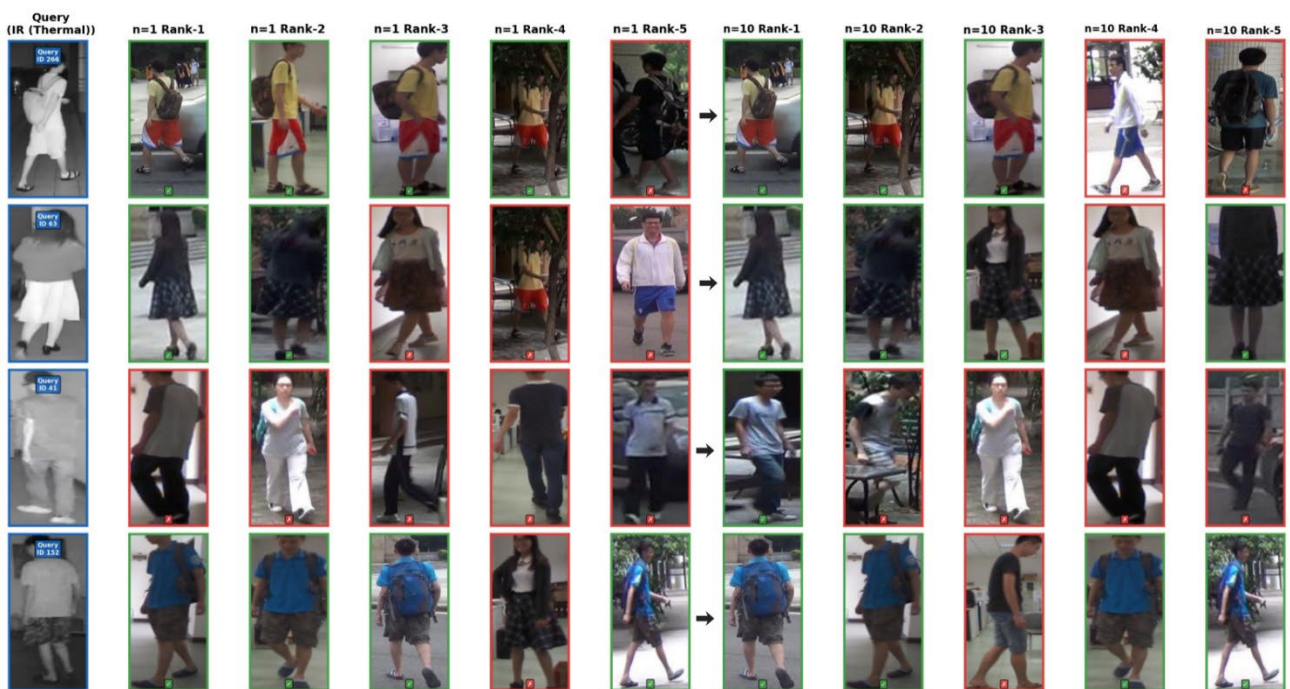 Query
(IR (Thermal))
n=1 Rank-1
n=1 Rank-2
n=1 Rank-3
n=1 Rank-4
n=1 Rank-5
n=10 Rank-1
n=10 Rank-2
n=10 Rank-3
n=10 Rank-4
n=10 Rank-5
Query
ID 266
Query
ID 63
Query
ID 41
Query
ID 152